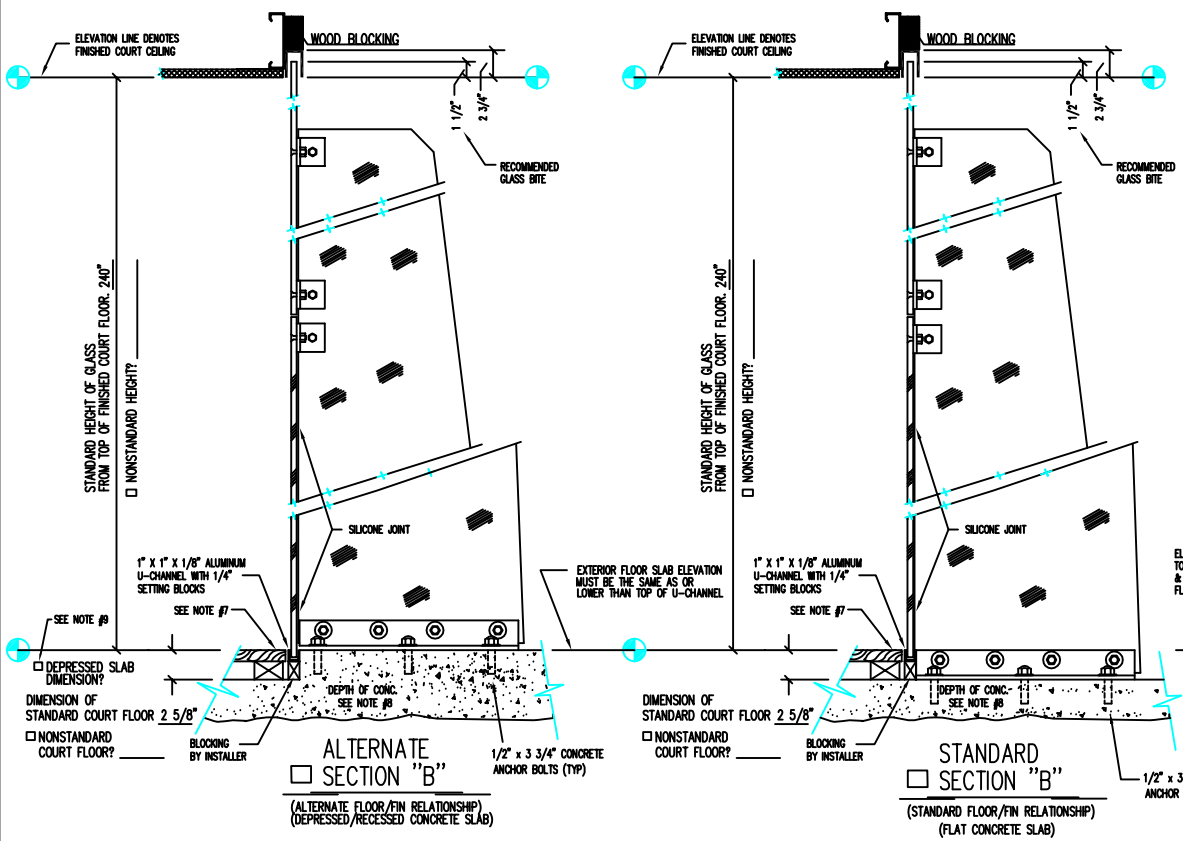 ELEVATION LINE DENOTES
FINISHED COURT CEILING
WOOD BLOCKING
1 1/2"
2 3/4"
RECOMMENDED
GLASS BITE
STANDARD HEIGHT OF GLASS
FROM TOP OF FINISHED COURT FLOOR. 240"
NONSTANDARD HEIGHT?
SILICONE JOINT
1" X 1" X 1/8" ALUMINUM
U-CHANNEL WITH 1/4"
SETTING BLOCKS
SEE NOTE #7
SEE NOTE #9
EXTERIOR FLOOR SLAB ELEVATION
MUST BE THE SAME AS OR
LOWER THAN TOP OF U-CHANNEL
DEPRESSED SLAB
DIMENSION?
DIMENSION OF
STANDARD COURT FLOOR 2 5/8"
NONSTANDARD
COURT FLOOR?
DEPTH OF CONC.
SEE NOTE #8
BLOCKING
BY INSTALLER
1/2" x 3 3/4" CONCRETE
ANCHOR BOLTS (TYP)
ALTERNATE
SECTION "B"
(ALTERNATE FLOOR/FIN RELATIONSHIP)
(DEPRESSED/RECESSED CONCRETE SLAB)
ELEVATION LINE DENOTES
FINISHED COURT CEILING
WOOD BLOCKING
1 1/2"
2 3/4"
RECOMMENDED
GLASS BITE
STANDARD HEIGHT OF GLASS
FROM TOP OF FINISHED COURT FLOOR. 240"
NONSTANDARD HEIGHT?
SILICONE JOINT
1" X 1" X 1/8" ALUMINUM
U-CHANNEL WITH 1/4"
SETTING BLOCKS
SEE NOTE #7
EL
TO
&
FL
DIMENSION OF
STANDARD COURT FLOOR 2 5/8"
NONSTANDARD
COURT FLOOR?
DEPTH OF CONC.
SEE NOTE #8
BLOCKING
BY INSTALLER
1/2" x 3
ANCHOR
STANDARD
SECTION "B"
(STANDARD FLOOR/FIN RELATIONSHIP)
(FLAT CONCRETE SLAB)